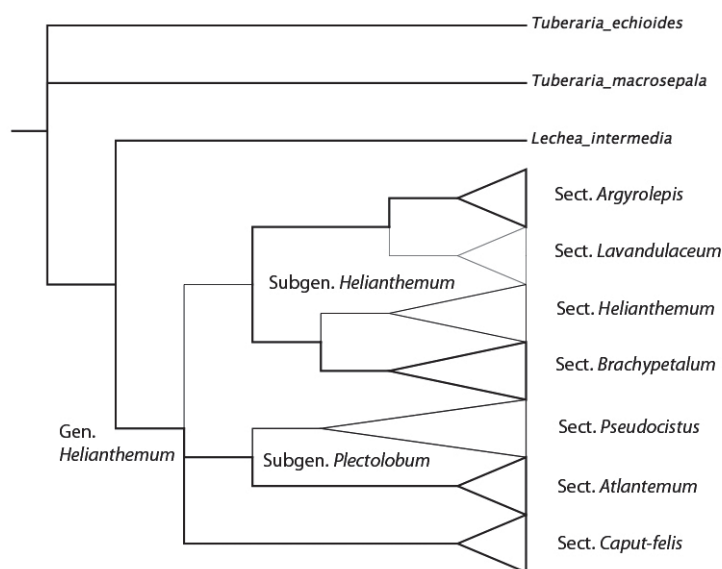 Tuberaria_echioides
Tuberaria_macrosepala
Lechea_intermedia
Sect. Argyrolepis
Sect. Lavandulaceum
Subgen. Helianthemum
Sect. Helianthemum
Sect. Brachypetalum
Gen.
Helianthemum
Sect. Pseudocistus
Subgen. Plectolobum
Sect. Atlantemum
Sect. Caput-felis